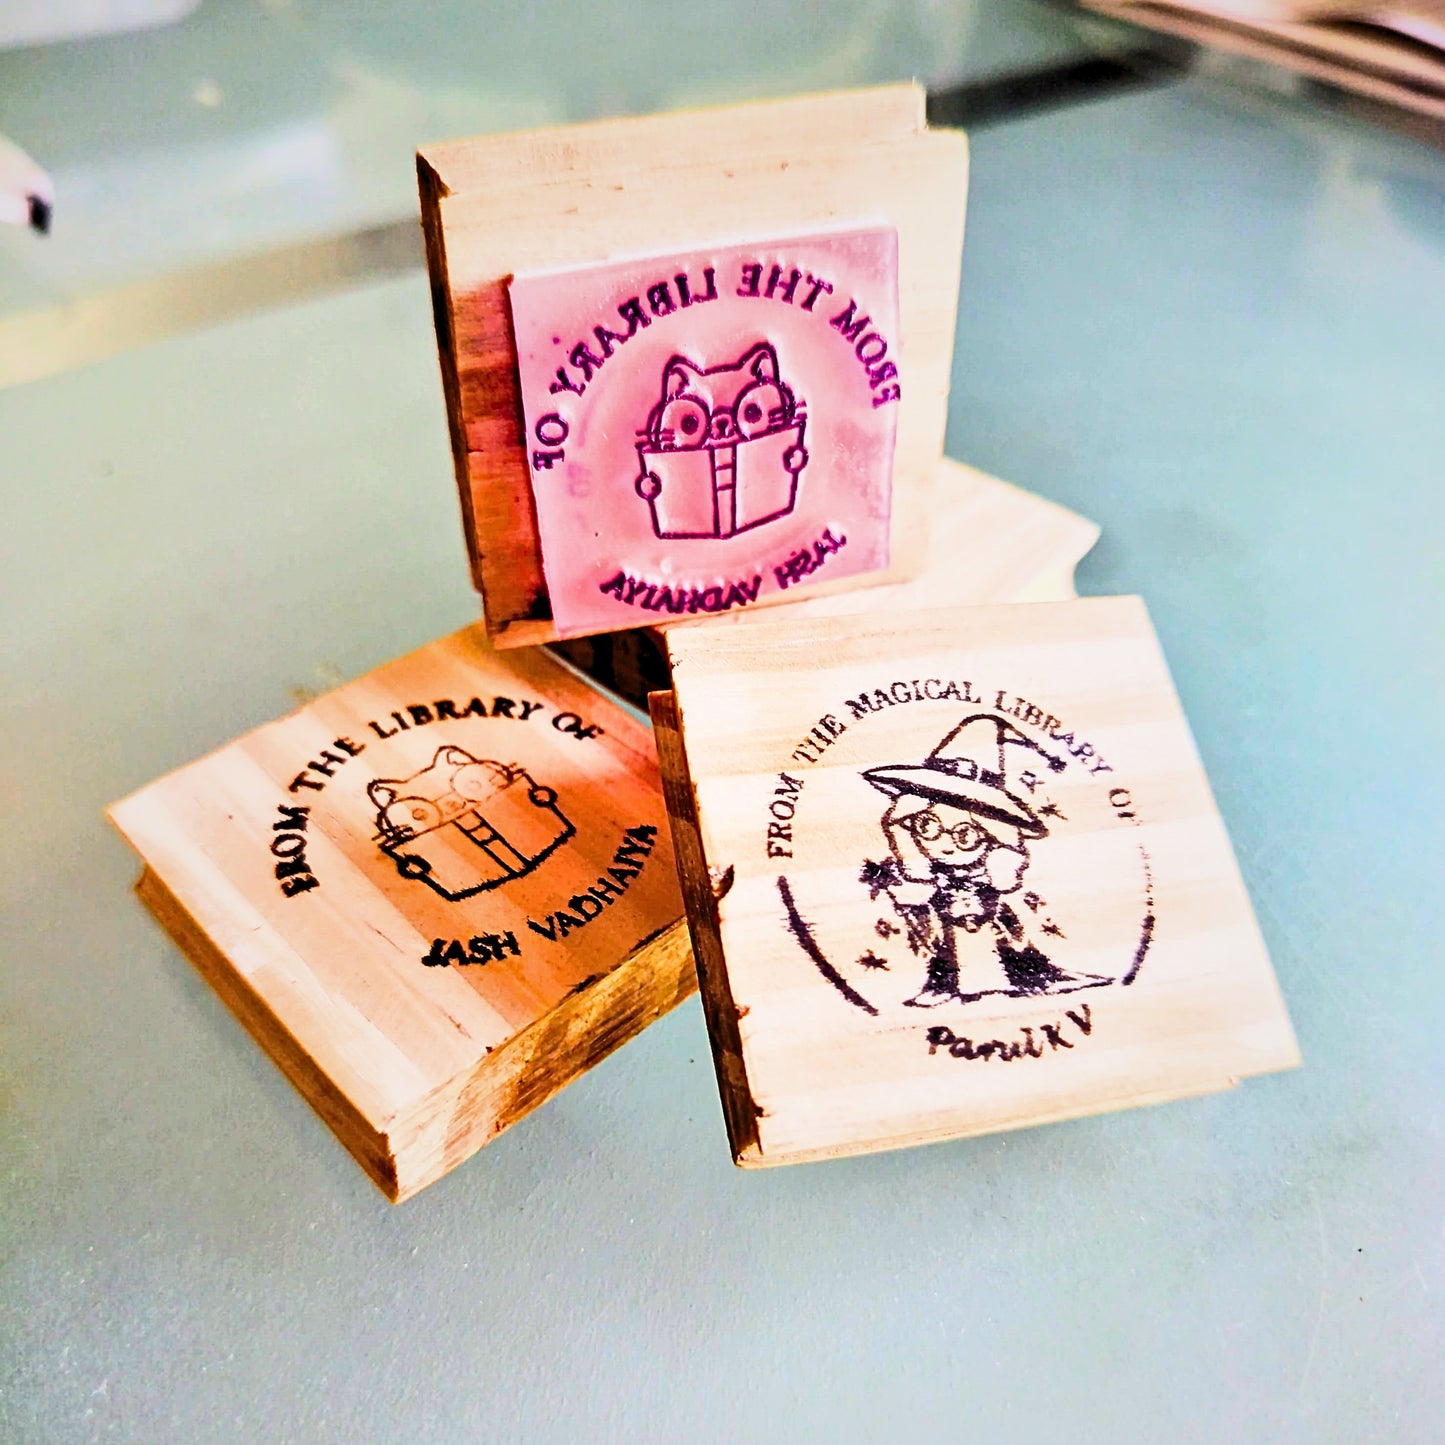 FROM THE LIBRARY OF
JASH VADHAIYA
FROM THE LIBRARY OF
JASH VADHAIYA
FROM THE MAGICAL LIBRARY OF
Parul K V